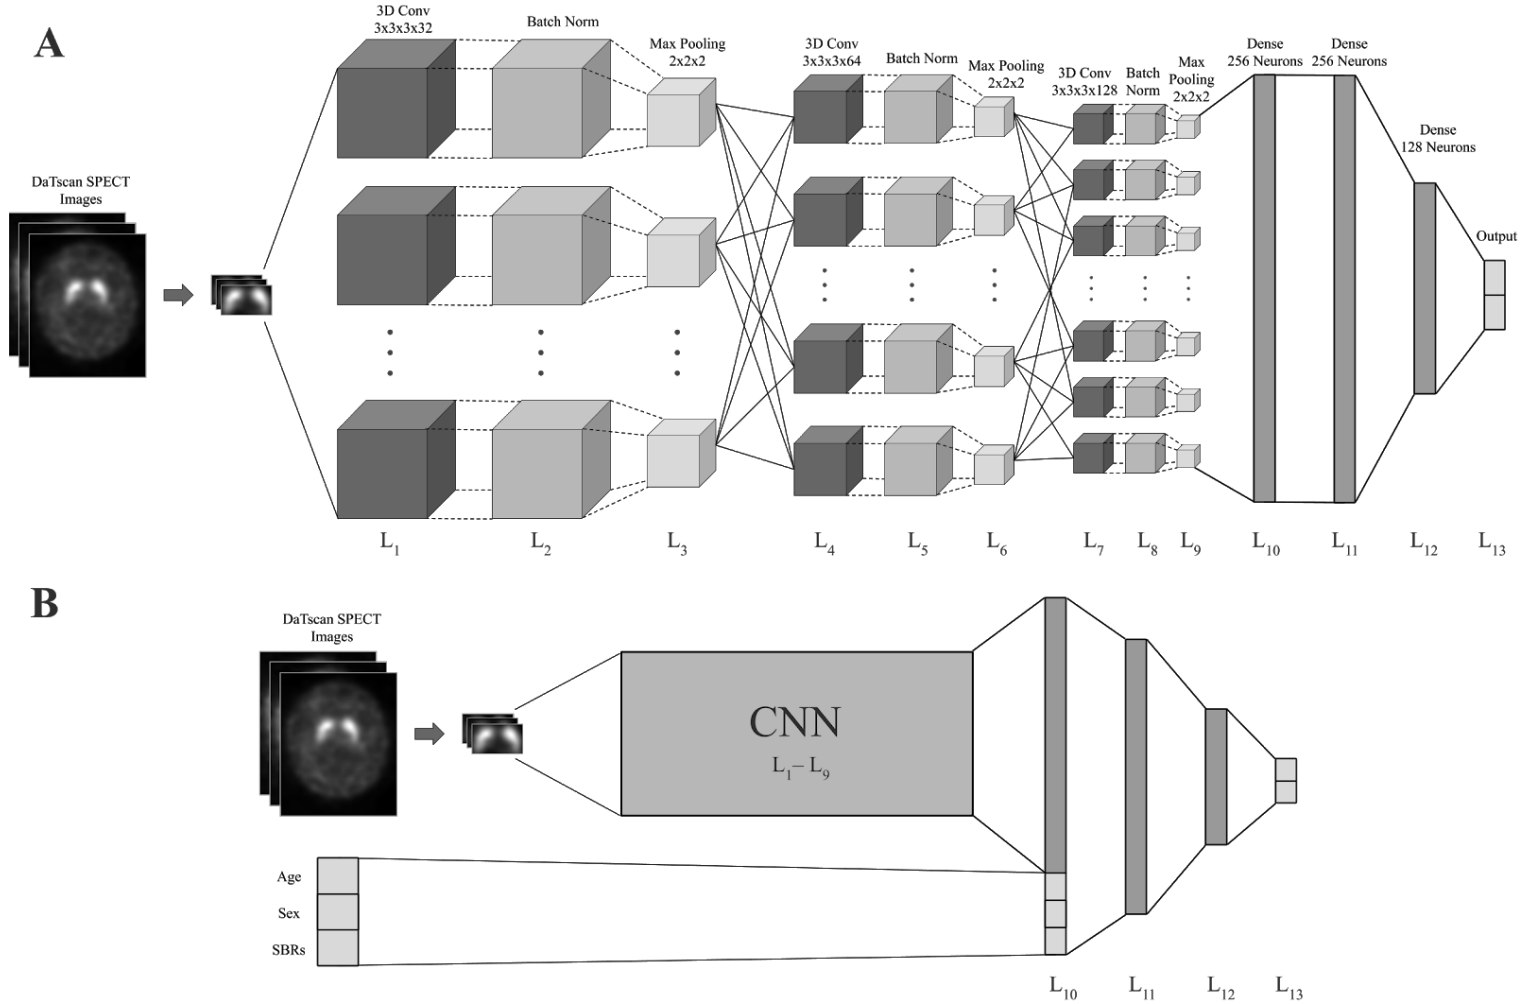 A
3D Conv
3x3x3x32
Batch Norm
Max Pooling
2x2x2
3D Conv
3x3x3x64
Batch Norm
Max Pooling
2x2x2
3D Conv
3x3x3x128
Batch
Norm
Max
Pooling
2x2x2
Dense
256 Neurons
Dense
256 Neurons
Dense
128 Neurons
Output
DaTscan SPECT
Images
L1
L2
L3
L4
L5
L6
L7
L8
L9
L10
L11
L12
L13
B
DaTscan SPECT
Images
CNN
L1– L9
Age
Sex
SBRs
L10
L11
L12
L13